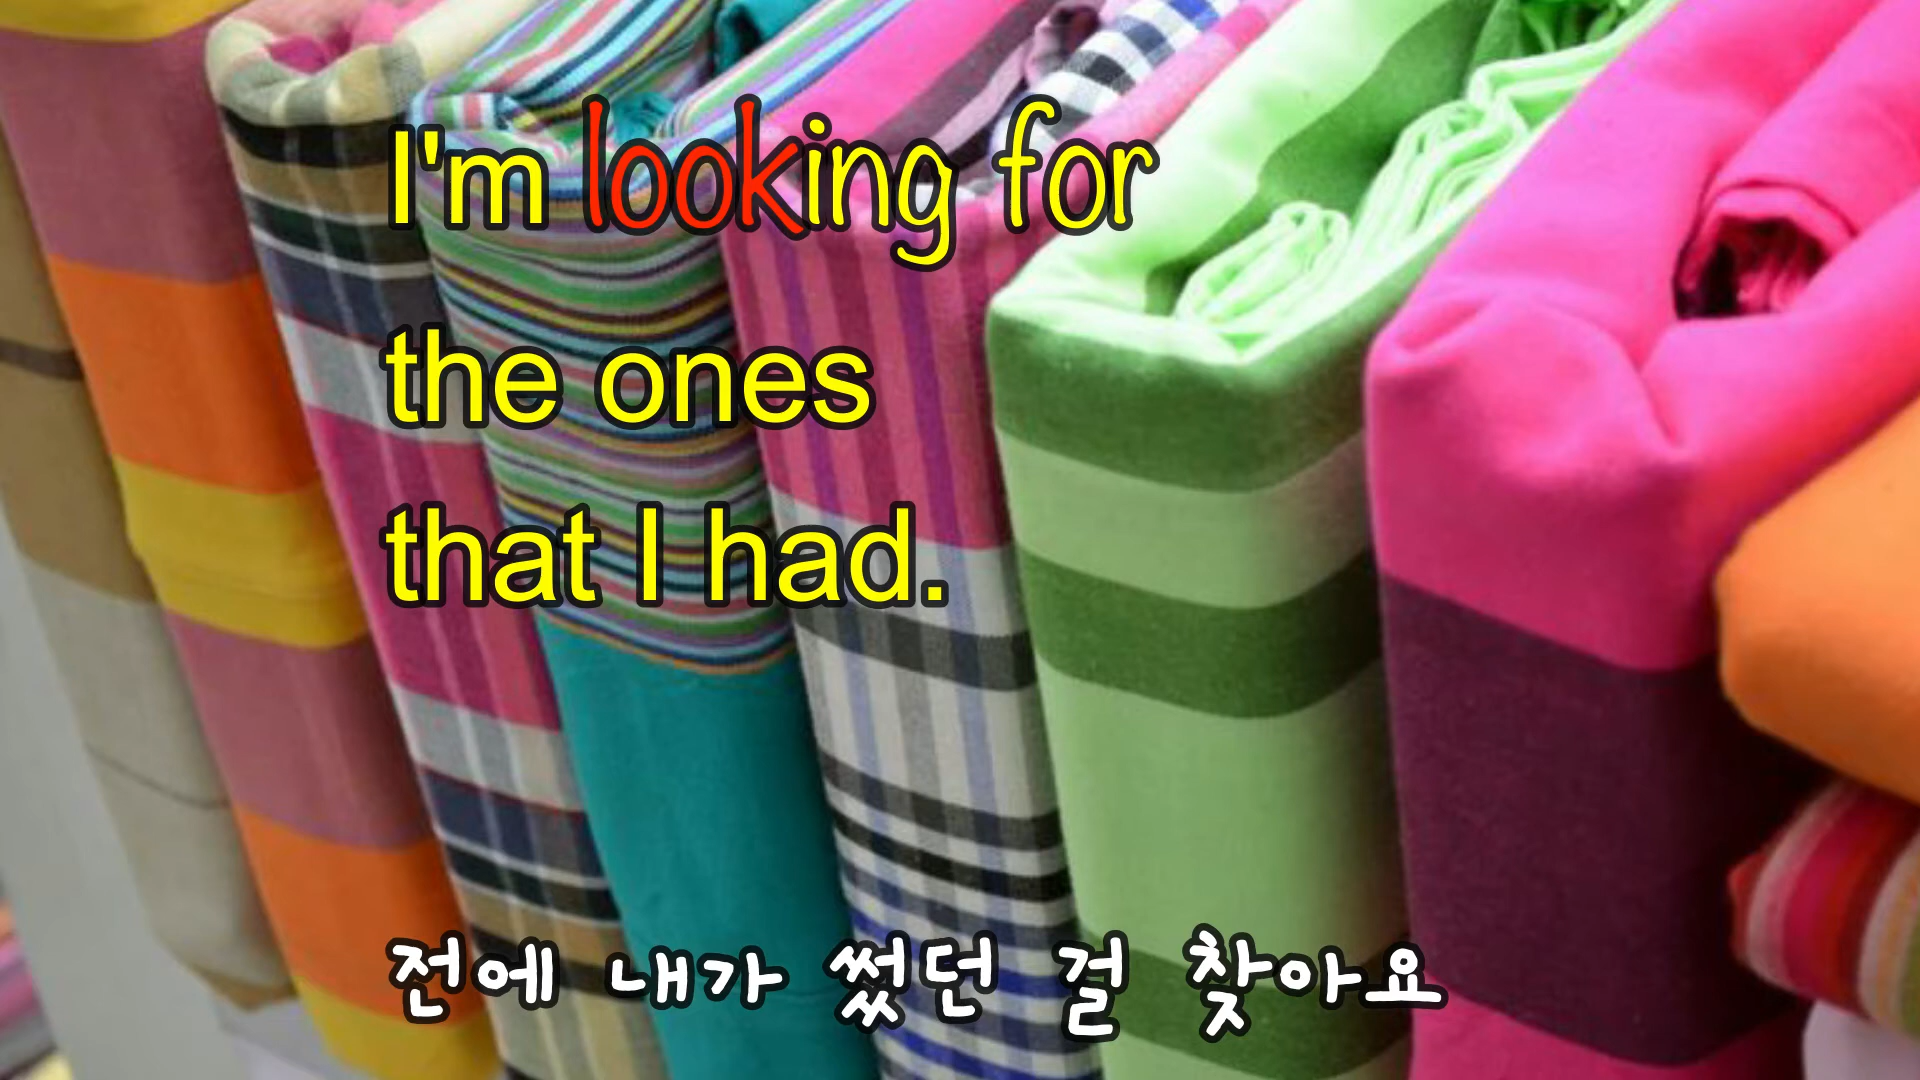 I'm looking for
the ones
that I had.
전에 내가 썼던 걸 찾아요